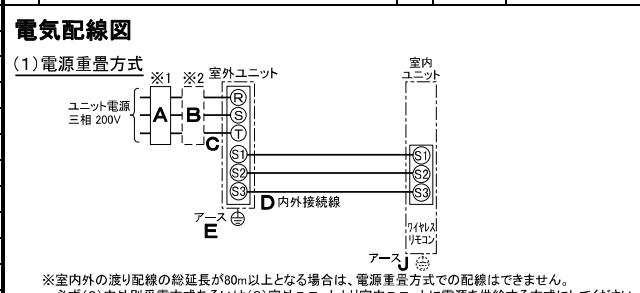 電気配線図
(1)電源重畳方式
※1
※2
室外ユニット
室内
ユニット
ユニット電源
三相 200V
A
B
C
R
S
T
S1
S2
S3
S1
S2
S3
D 内外接続線
アース
E
ワイヤレス
リモコン
アース J
※室内外の渡り配線の総延長が80m以上となる場合は、電源重畳方式での配線はできません。